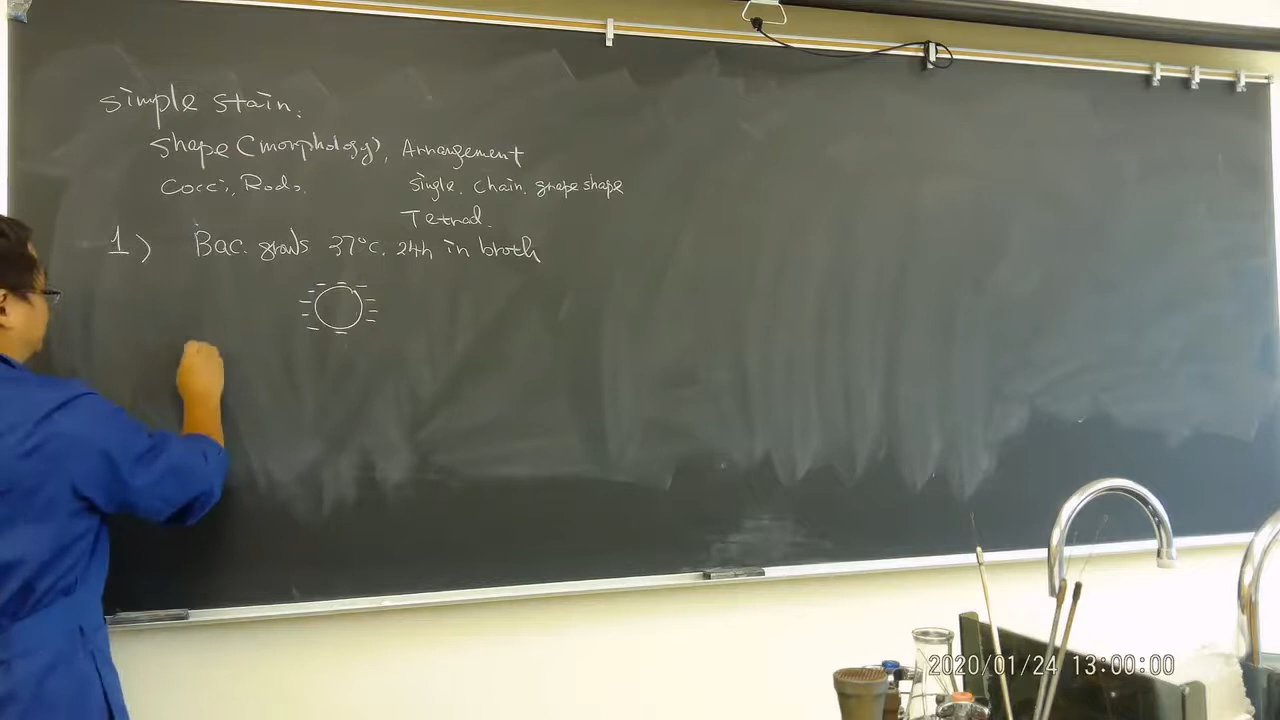 Simple Stain.
Shape (morphology), Arrangement
Cocci, Rods. Single. Chain. grape shape
Tetrad.
1) Bac. grows 37°C. 24h in broth
2020/01/24 13:00:00